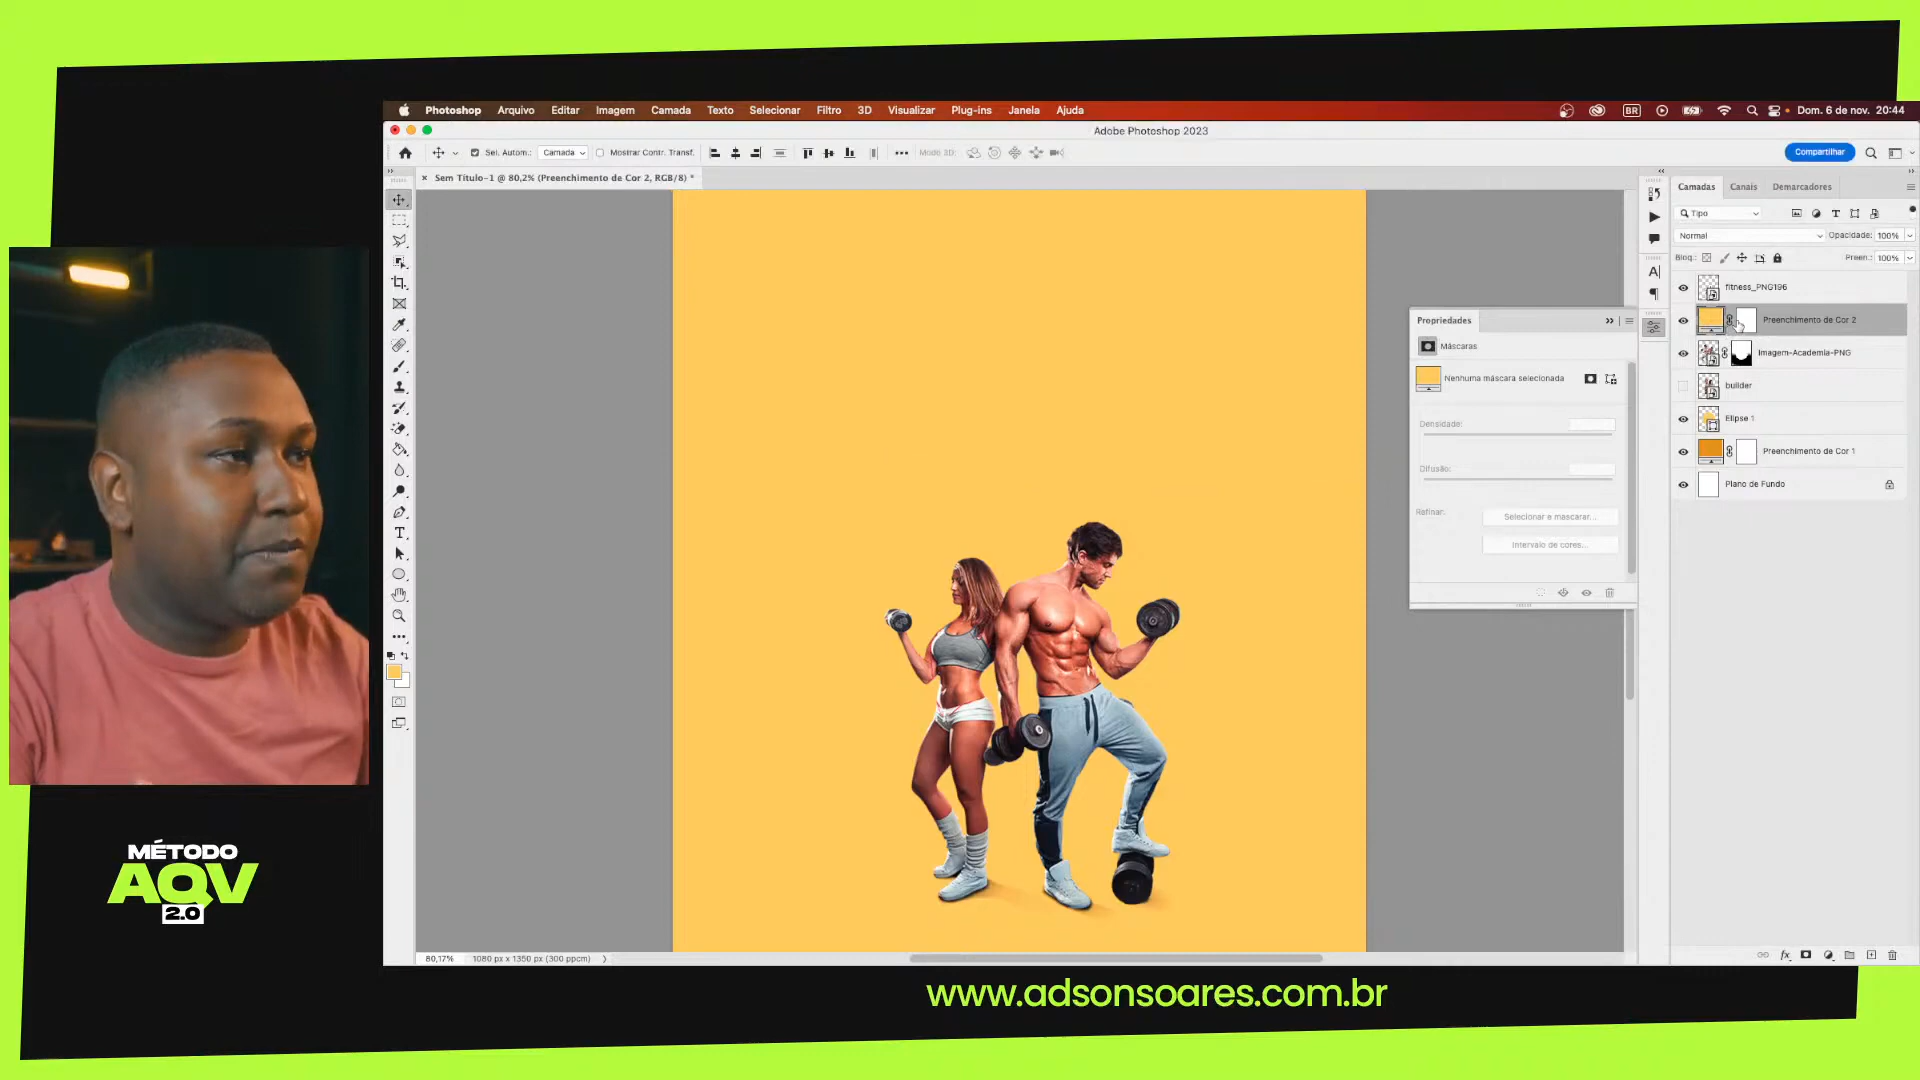 Photoshop Arquivo Editar Imagem Camada Texto Selecionar Filtro 3D Visualizar Plug-ins Janela Ajuda BR Dom. 6 de nov. 20:44
Adobe Photoshop 2023
Sel. Autom.: Camada Mostrar Contr. Transf. Modo 3D: Compartilhar
× Sem Título-1 @ 80,2% (Preenchimento de Cor 2, RGB/8) *
Camadas Canais Demarcadores
Tipo
Normal Opacidade: 100%
Bloq.: Preen.: 100%
fitness_PNG196
Preenchimento de Cor 2
Imagem-Academia-PNG
builder
Elipse 1
Preenchimento de Cor 1
Plano de Fundo
Propriedades
Máscaras
Nenhuma máscara selecionada
Densidade:
Difusão:
Refinar: Selecionar e mascarar...
Intervalo de cores...
80,17% 1080 px x 1350 px (300 ppcm)
MÉTODO
AQV
2.0
www.adsonsoares.com.br